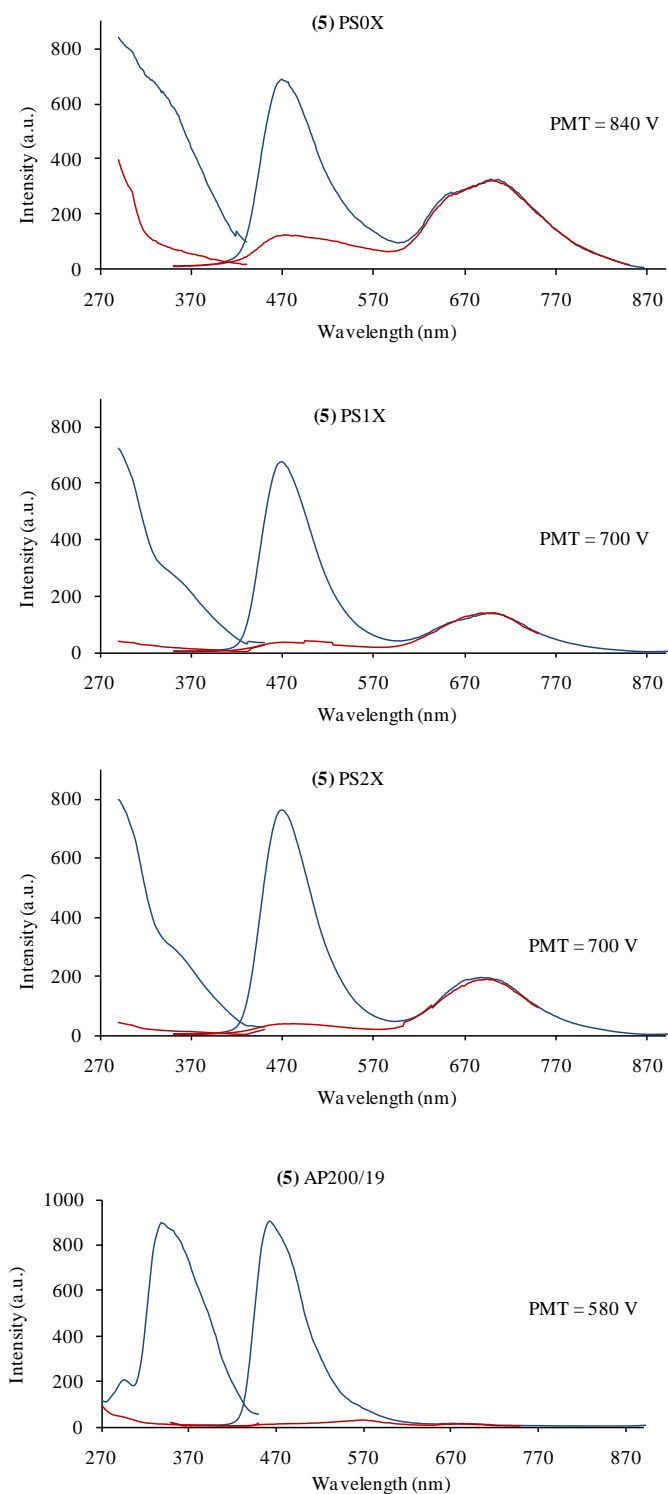 (5) PS0X
800
600
400
200
0
Intensity (a.u.)
PMT = 840 V
270 370 470 570 670 770 870
Wavelength (nm)
(5) PS1X
800
600
400
200
0
Intensity (a.u.)
PMT = 700 V
270 370 470 570 670 770 870
Wavelength (nm)
(5) PS2X
800
600
400
200
0
Intensity (a.u.)
PMT = 700 V
270 370 470 570 670 770 870
Wavelength (nm)
(5) AP200/19
1000
800
600
400
200
0
Intensity (a.u.)
PMT = 580 V
270 370 470 570 670 770 870
Wavelength (nm)